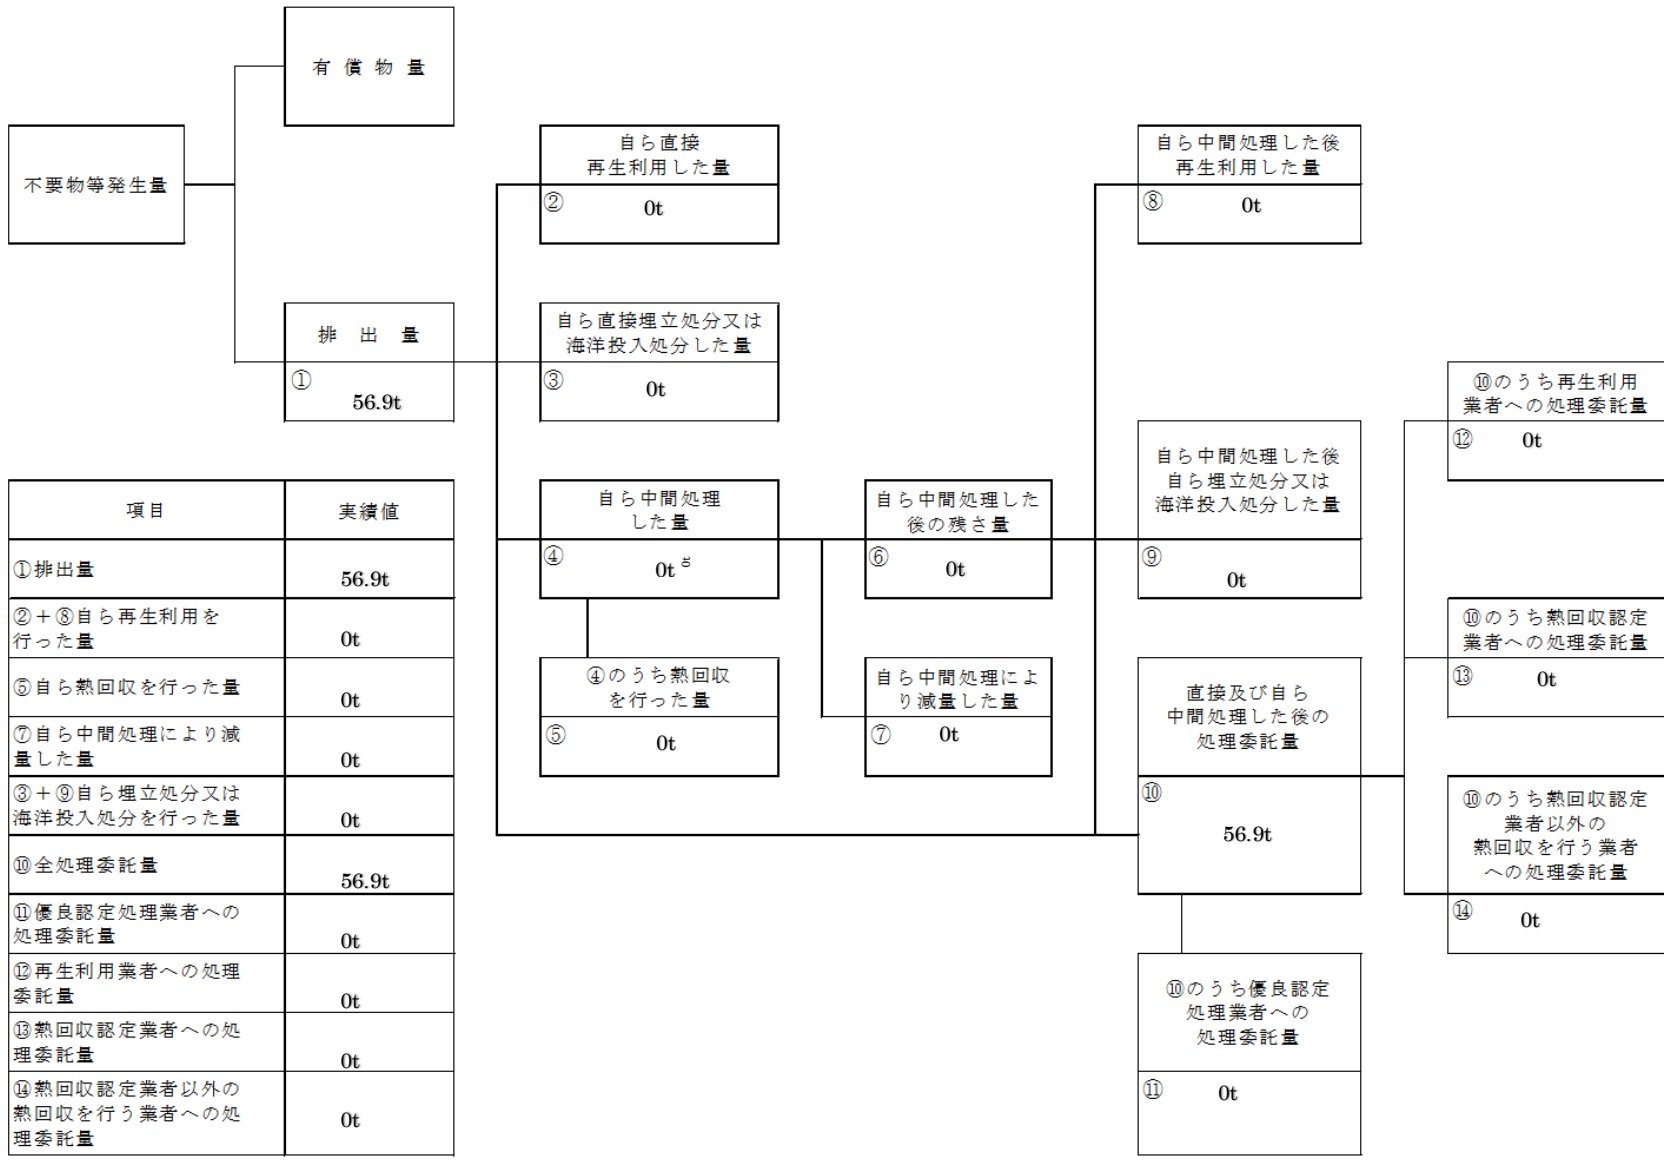 有償物量
不要物等発生量
排出量
①
56.9t
自ら直接
再生利用した量
②
0t
自ら直接埋立処分又は
海洋投入処分した量
③
0t
自ら中間処理
した量
④
0t
④のうち熱回収
を行った量
⑤
0t
自ら中間処理した
後の残さ量
⑥
0t
自ら中間処理によ
り減量した量
⑦
0t
自ら中間処理した後
再生利用した量
⑧
0t
自ら中間処理した後
自ら埋立処分又は
海洋投入処分した量
⑨
0t
直接及び自ら
中間処理した後の
処理委託量
⑩
56.9t
⑩のうち優良認定
処理業者への
処理委託量
⑪
0t
⑩のうち再生利用
業者への処理委託量
⑫
0t
⑩のうち熱回収認定
業者への処理委託量
⑬
0t
⑩のうち熱回収認定
業者以外の
熱回収を行う業者
への処理委託量
⑭
0t
項目
実績値
①排出量
56.9t
②+⑧自ら再生利用を
行った量
0t
⑤自ら熱回収を行った量
0t
⑦自ら中間処理により減
量した量
0t
③+⑨自ら埋立処分又は
海洋投入処分を行った量
0t
⑩全処理委託量
56.9t
⑪優良認定処理業者への
処理委託量
0t
⑫再生利用業者への処理
委託量
0t
⑬熱回収認定業者への処
理委託量
0t
⑭熱回収認定業者以外の
熱回収を行う業者への処
理委託量
0t